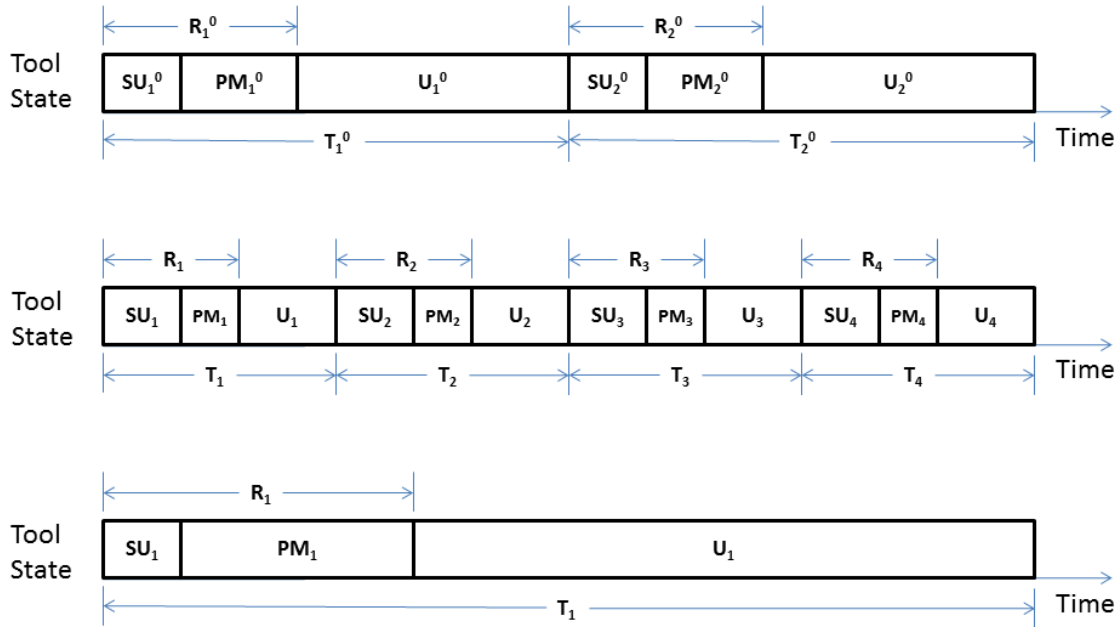 R₁⁰ R₂⁰
Tool State SU₁⁰ PM₁⁰ U₁⁰ SU₂⁰ PM₂⁰ U₂⁰
T₁⁰ T₂⁰ Time
R₁ R₂ R₃ R₄
Tool State SU₁ PM₁ U₁ SU₂ PM₂ U₂ SU₃ PM₃ U₃ SU₄ PM₄ U₄
T₁ T₂ T₃ T₄ Time
R₁
Tool State SU₁ PM₁ U₁
T₁ Time